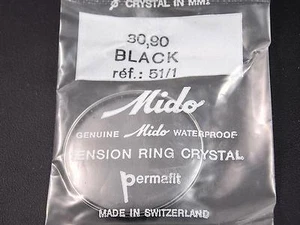 CRYSTAL IN MM
30,90
BLACK
réf.: 51/1
Mido
GENUINE Mido WATERPROOF
TENSION RING CRYSTAL
permafit
MADE IN SWITZERLAND